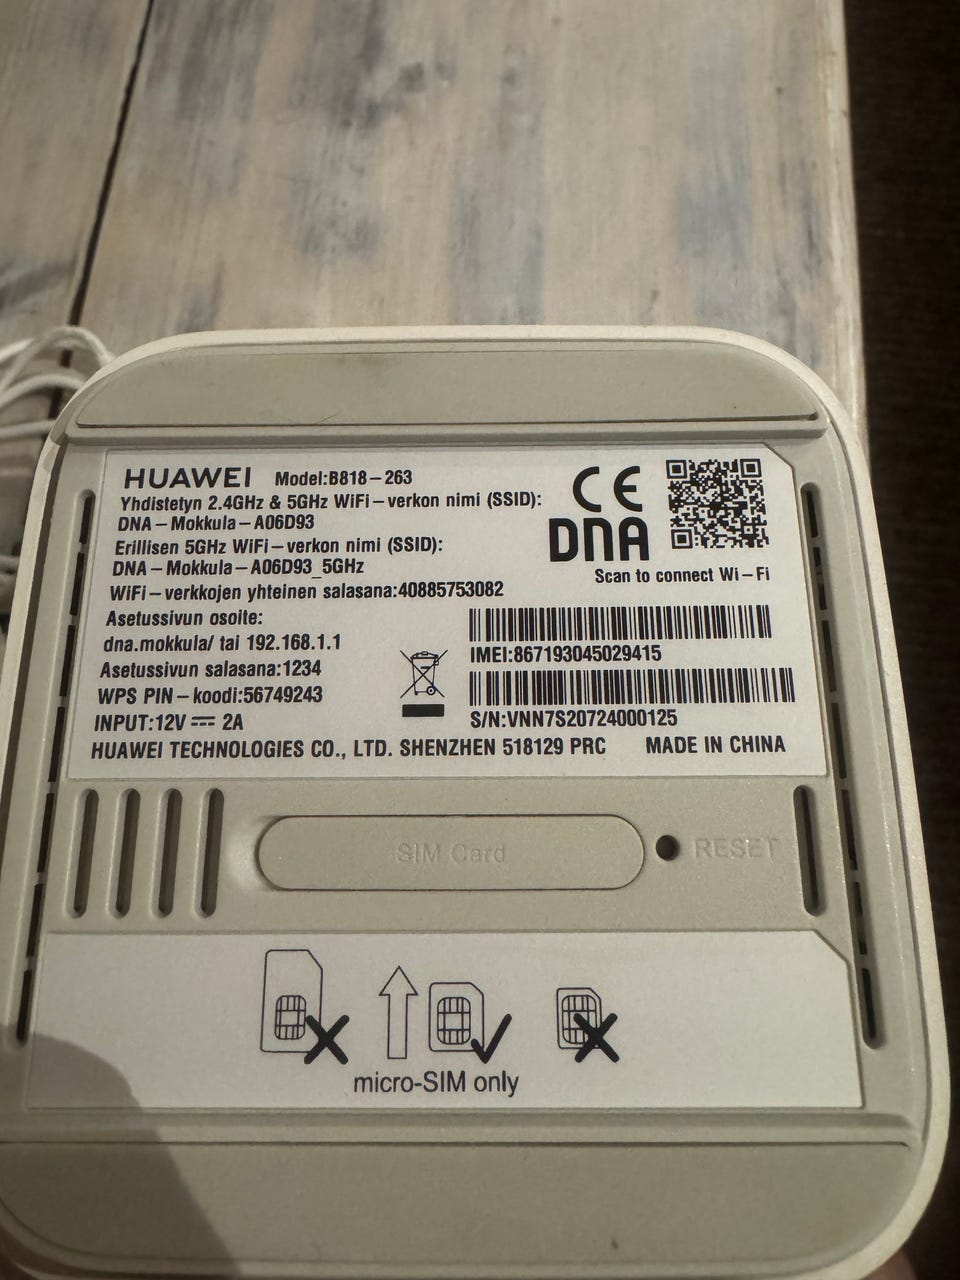 HUAWEI Model:B818-263
Yhdistetyn 2.4GHz & 5GHz WiFi-verkon nimi (SSID):
DNA-Mokkula-A06D93
Erillisen 5GHz WiFi-verkon nimi (SSID):
DNA-Mokkula-A06D93_5GHz
WiFi-verkkojen yhteinen salasana:40885753082
Asetussivun osoite:
dna.mokkula/ tai 192.168.1.1
Asetussivun salasana:1234
WPS PIN-koodi:56749243
INPUT:12V ⎓ 2A
CE
DNA
Scan to connect Wi-Fi
IMEI:867193045029415
S/N:VNN7S20724000125
HUAWEI TECHNOLOGIES CO., LTD. SHENZHEN 518129 PRC MADE IN CHINA
SIM Card
RESET
micro-SIM only